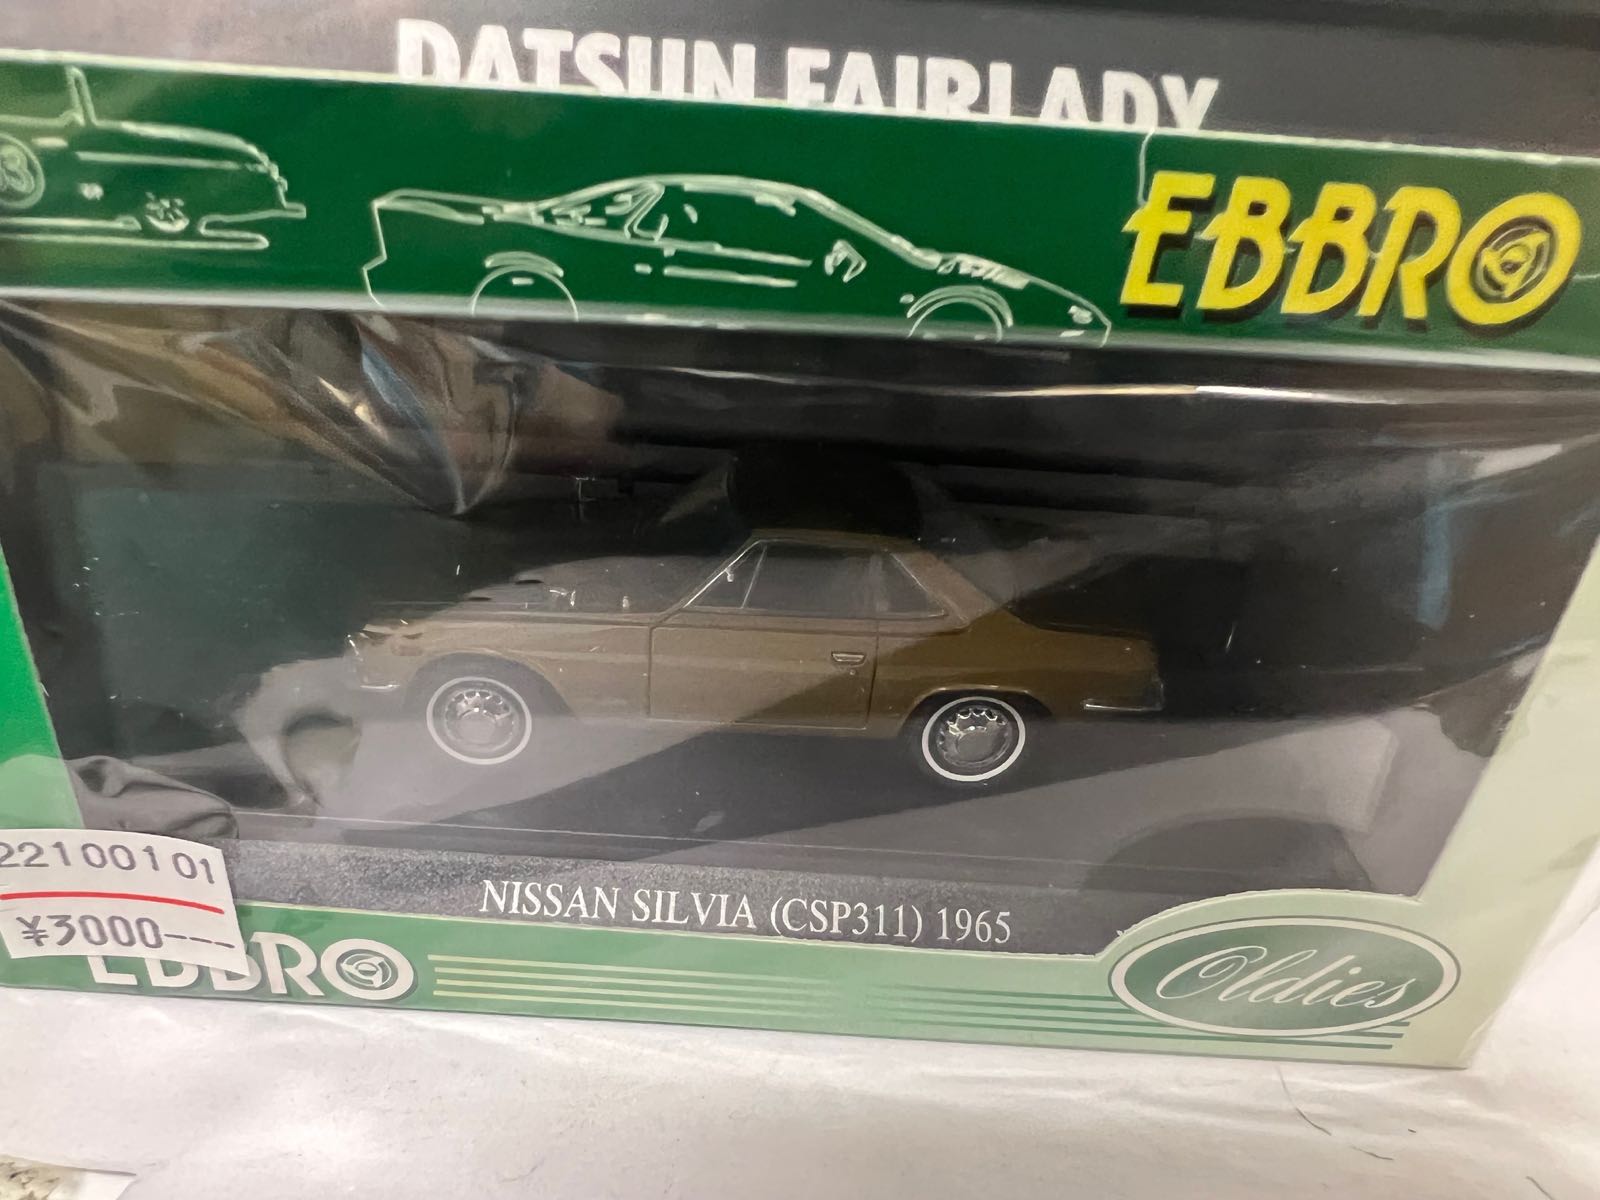 DATSUN FAIRLADY
EBBRO
22100101
¥3000---
NISSAN SILVIA (CSP311) 1965
EBBRO
Oldies